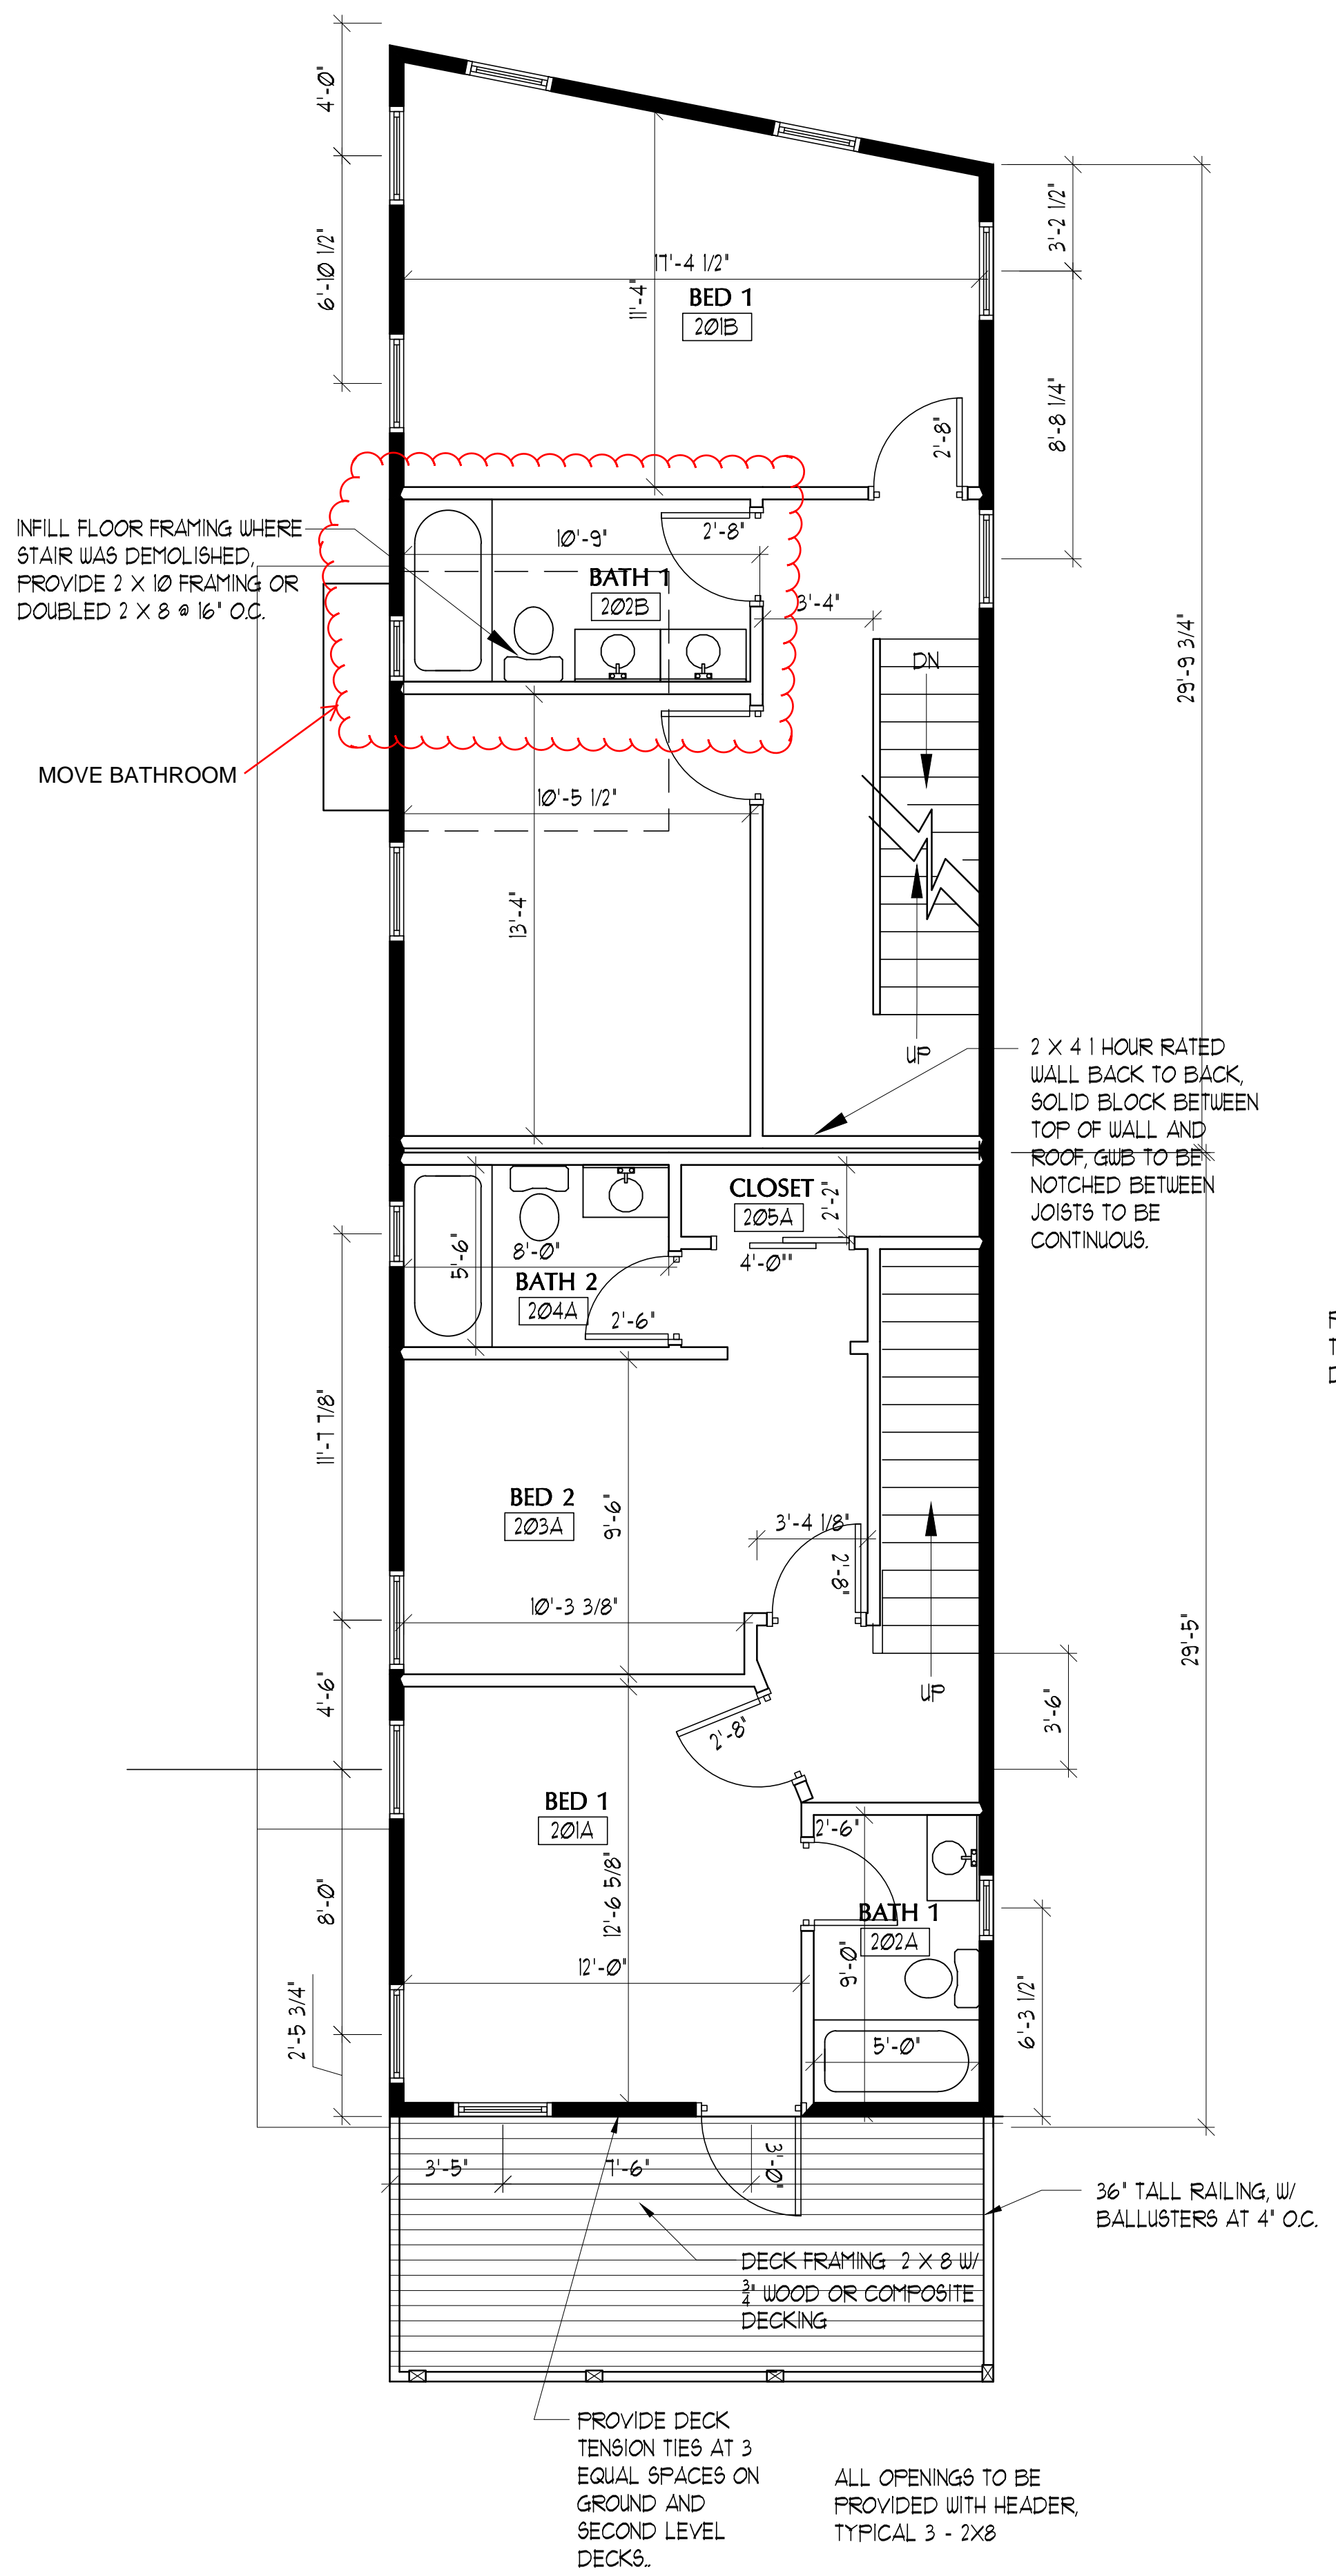 4'-0"
6'-10 1/2"
3'-2 1/2"
17'-4 1/2"
11'-4"
BED 1
201B
8'-8 1/4"
2'-8"
INFILL FLOOR FRAMING WHERE
STAIR WAS DEMOLISHED,
PROVIDE 2 X 10 FRAMING OR
DOUBLED 2 X 8 @ 16" O.C.
10'-9"
2'-8"
BATH 1
202B
3'-4"
29'-9 3/4"
DN
MOVE BATHROOM
10'-5 1/2"
13'-4"
UP
2 X 4 1 HOUR RATED
WALL BACK TO BACK,
SOLID BLOCK BETWEEN
TOP OF WALL AND
ROOF, GWB TO BE
NOTCHED BETWEEN
JOISTS TO BE
CONTINUOUS.
CLOSET
205A
2'-2"
4'-0""
5'-6"
8'-0"
BATH 2
204A
2'-6"
11'-7 7/8"
BED 2
203A
9'-6"
3'-4 1/8"
2'-8"
10'-3 3/8"
29'-5"
4'-6"
UP
3'-6"
2'-8"
BED 1
201A
2'-6"
12'-6 5/8"
8'-0"
BATH 1
202A
9'-0"
12'-0"
2'-5 3/4"
6'-3 1/2"
5'-0"
3'-5"
7'-6"
3'-0"
36" TALL RAILING, W/
BALLUSTERS AT 4" O.C.
DECK FRAMING 2 X 8 W/
3/4" WOOD OR COMPOSITE
DECKING
PROVIDE DECK
TENSION TIES AT 3
EQUAL SPACES ON
GROUND AND
SECOND LEVEL
DECKS..
ALL OPENINGS TO BE
PROVIDED WITH HEADER,
TYPICAL 3 - 2X8